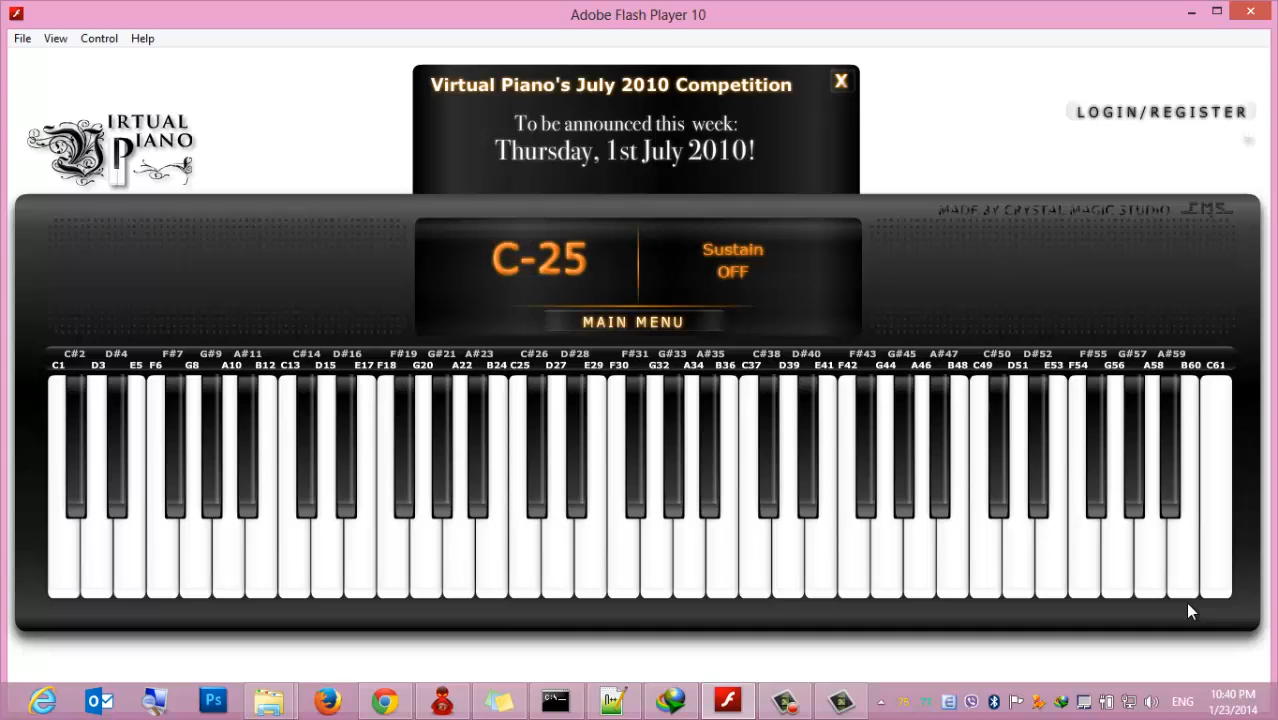 Adobe Flash Player 10
File View Control Help
Virtual Piano's July 2010 Competition X
To be announced this week:
Thursday, 1st July 2010!
VIRTUAL
PIANO
LOGIN/REGISTER
MADE BY CRYSTAL MAGIC STUDIO CMS
C-25
Sustain
OFF
MAIN MENU
C#2 D#4 F#7 G#9 A#11 C#14 D#16 F#19 G#21 A#23 C#26 D#28 F#31 G#33 A#35 C#38 D#40 F#43 G#45 A#47 C#50 D#52 F#55 G#57 A#59
C1 D3 E5 F6 G8 A10 B12 C13 D15 E17 F18 G20 A22 B24 C25 D27 E29 F30 G32 A34 B36 C37 D39 E41 F42 G44 A46 B48 C49 D51 E53 F54 G56 A58 B60 C61
Ps
C:\
ENG
10:40 PM
1/23/2014